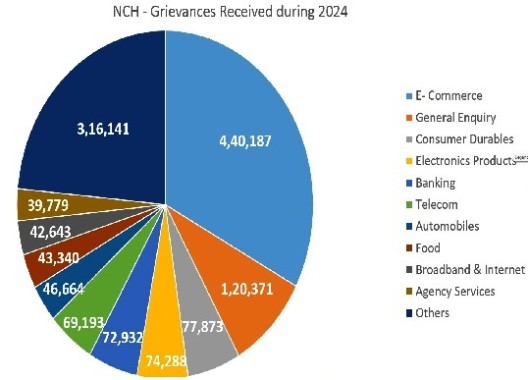 NCH - Grievances Received during 2024
4,40,187
1,20,371
77,873
74,288
72,932
69,193
46,664
43,340
42,643
39,779
3,16,141
E- Commerce
General Enquiry
Consumer Durables
Electronics Products
Banking
Telecom
Automobiles
Food
Broadband & Internet
Agency Services
Others